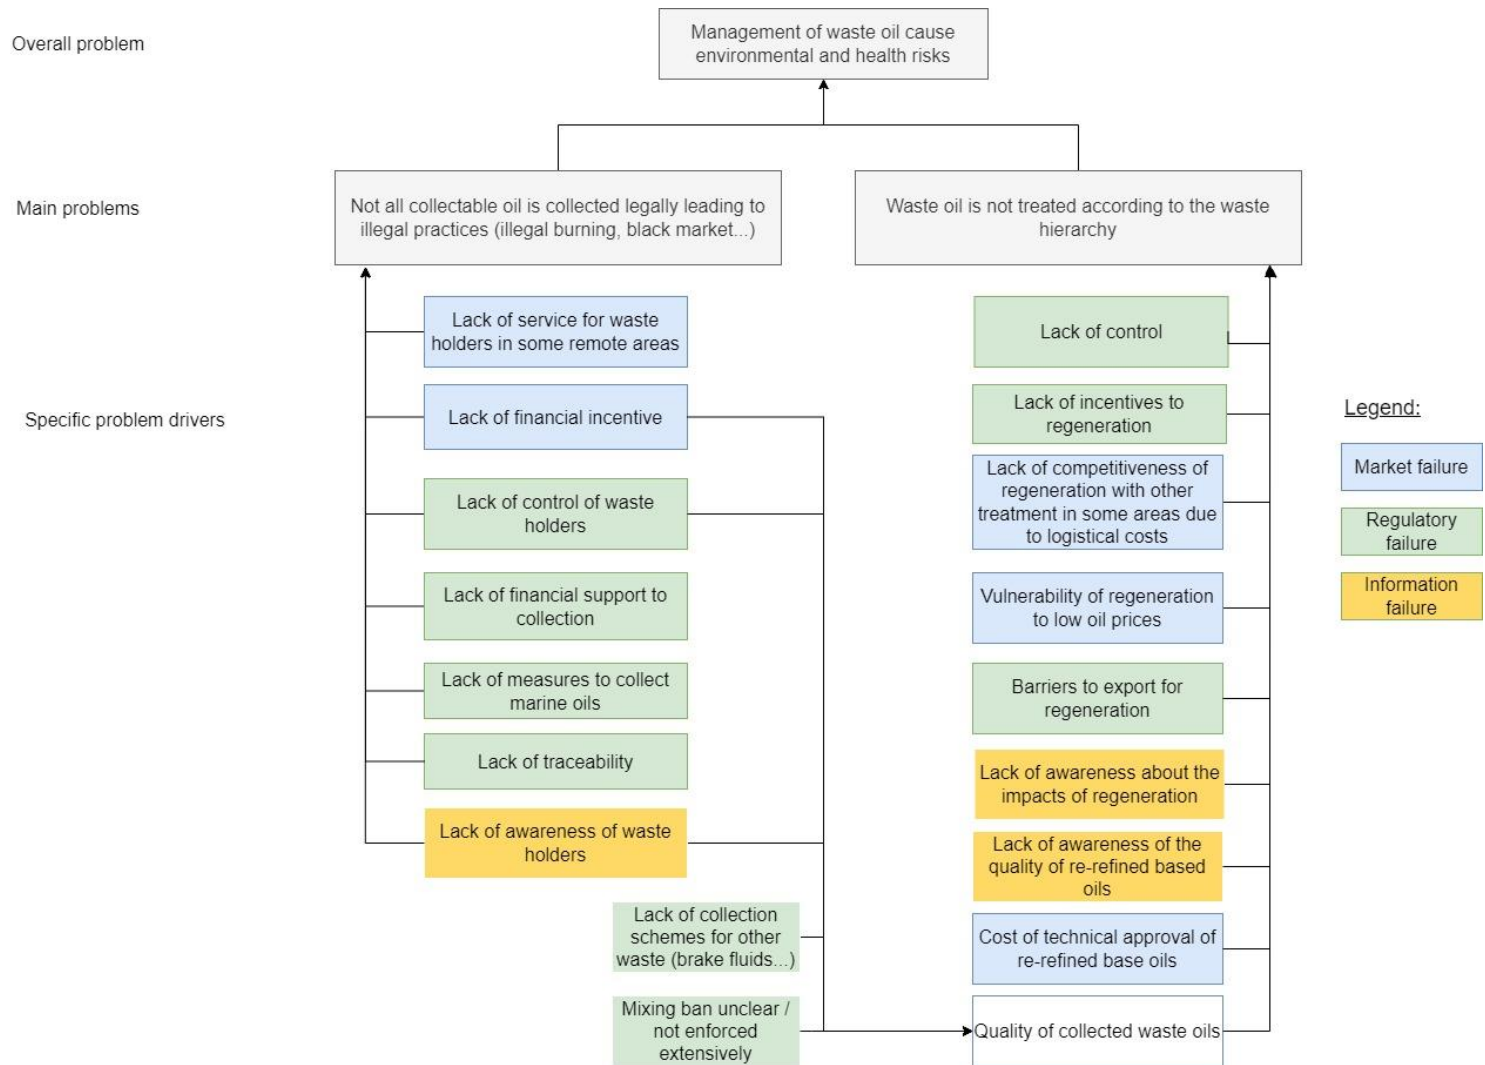 Overall problem
Management of waste oil cause
environmental and health risks
Main problems
Not all collectable oil is collected legally leading to
illegal practices (illegal burning, black market...)
Waste oil is not treated according to the waste
hierarchy
Specific problem drivers
Lack of service for waste
holders in some remote areas
Lack of financial incentive
Lack of control of waste
holders
Lack of financial support to
collection
Lack of measures to collect
marine oils
Lack of traceability
Lack of awareness of waste
holders
Lack of collection
schemes for other
waste (brake fluids...)
Mixing ban unclear /
not enforced
extensively
Lack of control
Lack of incentives to
regeneration
Lack of competitiveness of
regeneration with other
treatment in some areas due
to logistical costs
Vulnerability of regeneration
to low oil prices
Barriers to export for
regeneration
Lack of awareness about the
impacts of regeneration
Lack of awareness of the
quality of re-refined based
oils
Cost of technical approval of
re-refined base oils
Quality of collected waste oils
Legend:
Market failure
Regulatory
failure
Information
failure